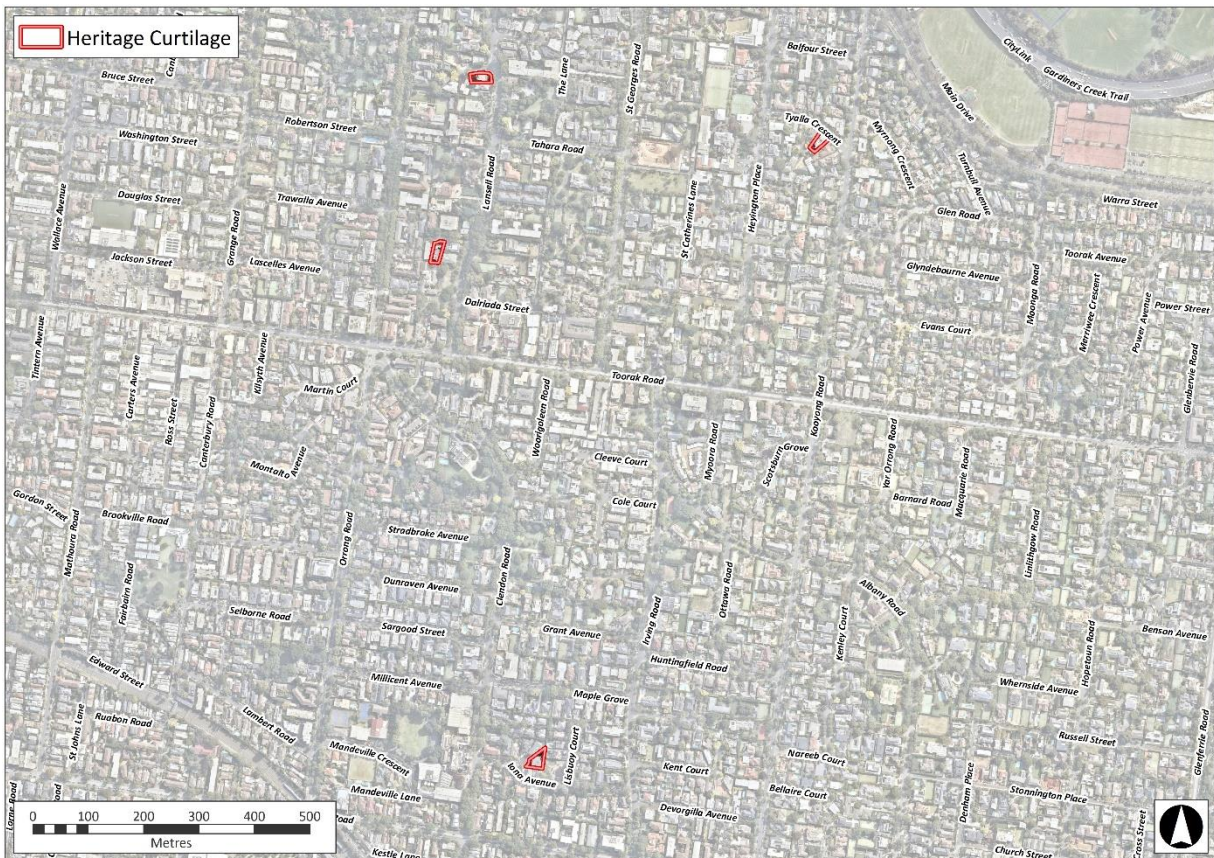 Heritage Curtilage
Balfour Street
CityLink
Gardiners Creek Trail
Bruce Street
The Lane
St Georges Road
Main Drive
Robertson Street
Washington Street
Tahara Road
Tyalla Crescent
Myrnong Crescent
Turnbull Avenue
Lansell Road
Heyington Place
St Catherines Lane
Wallace Avenue
Douglas Street
Trawalla Avenue
Grange Road
Glen Road
Warra Street
Jackson Street
Lascelles Avenue
Toorak Avenue
Glyndebourne Avenue
Moonga Road
Merriwee Crescent
Power Avenue
Power Street
Dalriada Street
Evans Court
Tintern Avenue
Carters Avenue
Kilsyth Avenue
Martin Court
Toorak Road
Glenbervie Road
Ross Street
Canterbury Road
Woorigoleen Road
Kooyong Road
Montalto Avenue
Cleeve Court
Myoora Road
Scotsburn Grove
Yar Orrong Road
Macquarie Road
Barnard Road
Cole Court
Gordon Street
Brookville Road
Mathoura Road
Orrong Road
Stradbroke Avenue
Linlithgow Road
Fairbairn Road
Dunraven Avenue
Clendon Road
Ottawa Road
Albany Road
Selborne Road
Sargood Street
Grant Avenue
Irving Road
Kenley Court
Benson Avenue
Hopetoun Road
Huntingfield Road
Edward Street
Millicent Avenue
Maple Grove
Whernside Avenue
St Johns Lane
Ruabon Road
Lambert Road
Mandeville Crescent
Iona Avenue
Lisbuoy Court
Kent Court
Nareeb Court
Russell Street
Glenferrie Road
Mandeville Lane
Bellaire Court
Denham Place
Stonnington Place
Larne Road
Road
Road
Devorgilla Avenue
Kestle Lane
Church Street
0 100 200 300 400 500
Metres